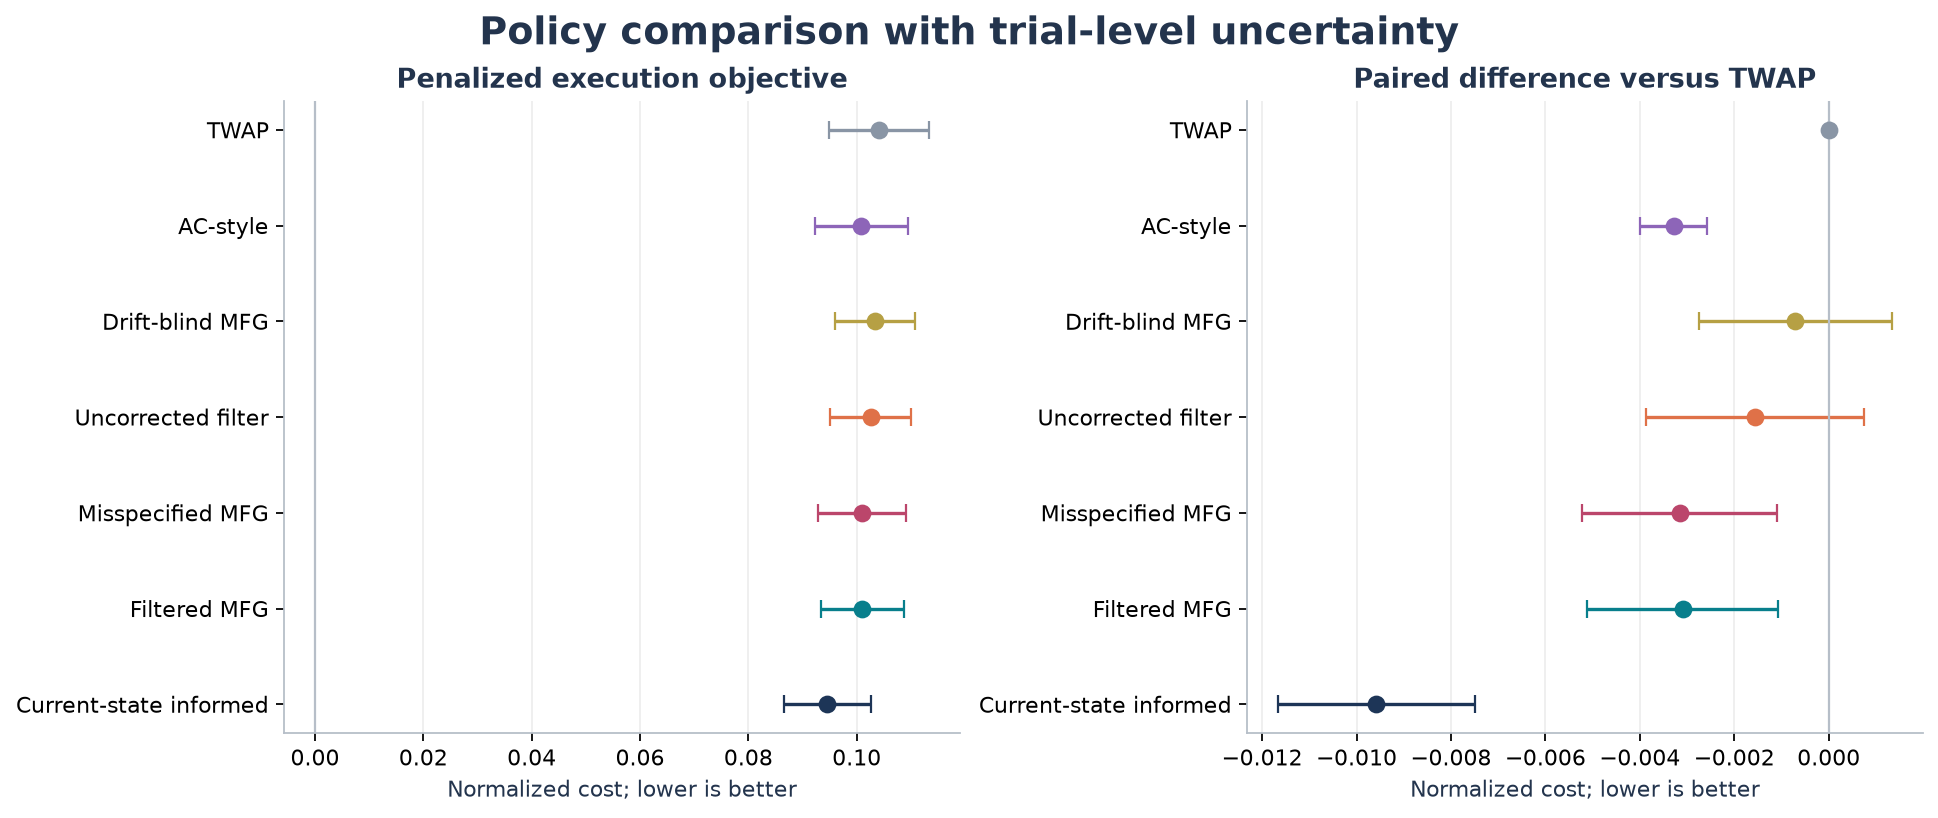 Policy comparison with trial-level uncertainty
Penalized execution objective
TWAP
AC-style
Drift-blind MFG
Uncorrected filter
Misspecified MFG
Filtered MFG
Current-state informed
0.00 0.02 0.04 0.06 0.08 0.10
Normalized cost; lower is better
Paired difference versus TWAP
TWAP
AC-style
Drift-blind MFG
Uncorrected filter
Misspecified MFG
Filtered MFG
Current-state informed
−0.012 −0.010 −0.008 −0.006 −0.004 −0.002 0.000
Normalized cost; lower is better